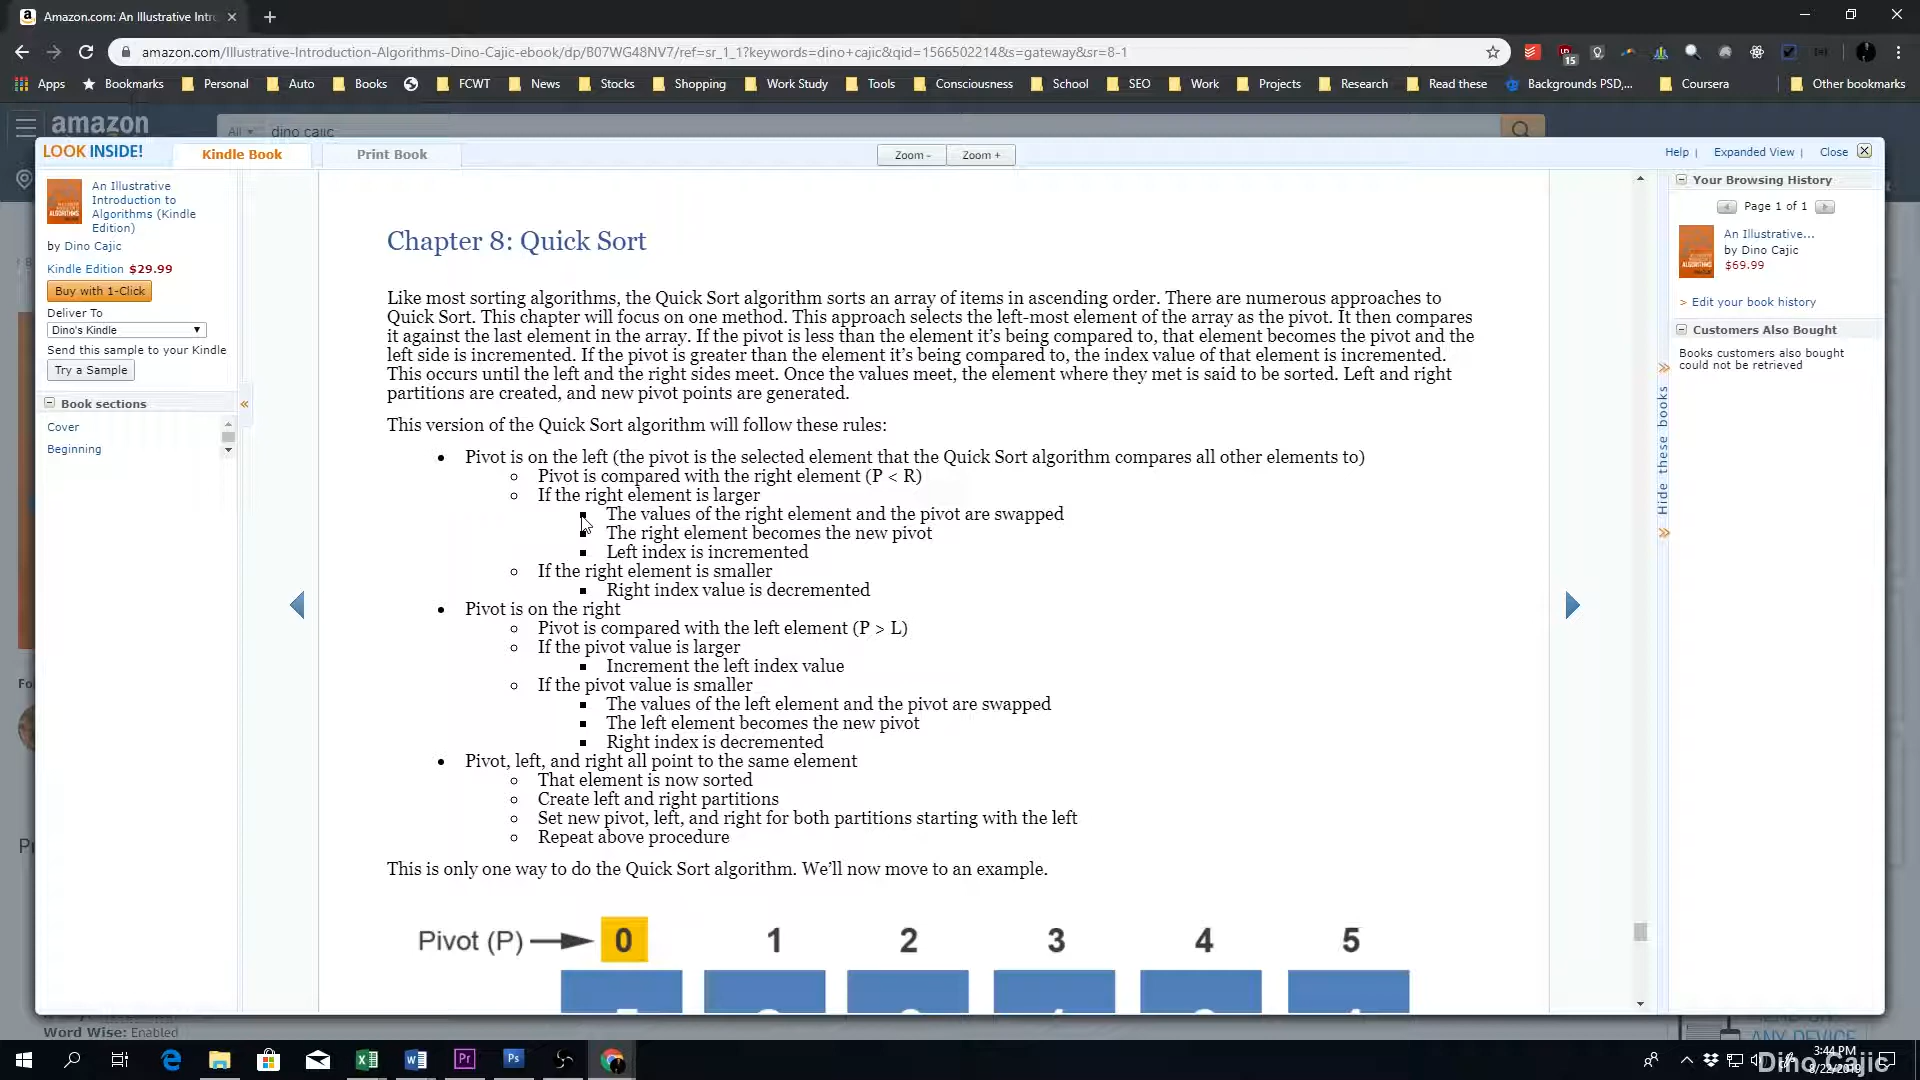 Amazon.com: An Illustrative Intro
amazon.com/Illustrative-Introduction-Algorithms-Dino-Cajic-ebook/dp/B07WG48NV7/ref=sr_1_1?keywords=dino+cajic&qid=1566502214&s=gateway&sr=8-1
15
Apps Bookmarks Personal Auto Books FCWT News Stocks Shopping Work Study Tools Consciousness School SEO Work Projects Research Read these Backgrounds PSD,... Coursera Other bookmarks
amazon
All dino cajic
LOOK INSIDE!
Kindle Book
Print Book
Zoom -
Zoom +
Help | Expanded View | Close
An Illustrative
Introduction to
Algorithms (Kindle
Edition)
by Dino Cajic
Kindle Edition $29.99
Buy with 1-Click
Deliver To
Dino's Kindle
Send this sample to your Kindle
Try a Sample
Book sections
Cover
Beginning
Chapter 8: Quick Sort
Like most sorting algorithms, the Quick Sort algorithm sorts an array of items in ascending order. There are numerous approaches to
Quick Sort. This chapter will focus on one method. This approach selects the left-most element of the array as the pivot. It then compares
it against the last element in the array. If the pivot is less than the element it's being compared to, that element becomes the pivot and the
left side is incremented. If the pivot is greater than the element it's being compared to, the index value of that element is incremented.
This occurs until the left and the right sides meet. Once the values meet, the element where they met is said to be sorted. Left and right
partitions are created, and new pivot points are generated.
This version of the Quick Sort algorithm will follow these rules:
• Pivot is on the left (the pivot is the selected element that the Quick Sort algorithm compares all other elements to)
○ Pivot is compared with the right element (P < R)
○ If the right element is larger
▪ The values of the right element and the pivot are swapped
▪ The right element becomes the new pivot
▪ Left index is incremented
○ If the right element is smaller
▪ Right index value is decremented
• Pivot is on the right
○ Pivot is compared with the left element (P > L)
○ If the pivot value is larger
▪ Increment the left index value
○ If the pivot value is smaller
▪ The values of the left element and the pivot are swapped
▪ The left element becomes the new pivot
▪ Right index is decremented
• Pivot, left, and right all point to the same element
○ That element is now sorted
○ Create left and right partitions
○ Set new pivot, left, and right for both partitions starting with the left
○ Repeat above procedure
This is only one way to do the Quick Sort algorithm. We'll now move to an example.
Pivot (P) 0 1 2 3 4 5
Hide these books
Your Browsing History
Page 1 of 1
An Illustrative...
by Dino Cajic
$69.99
> Edit your book history
Customers Also Bought
Books customers also bought
could not be retrieved
Word Wise: Enabled
ANY DEVICE
3:44 PM
8/22/2019
Dino Cajic